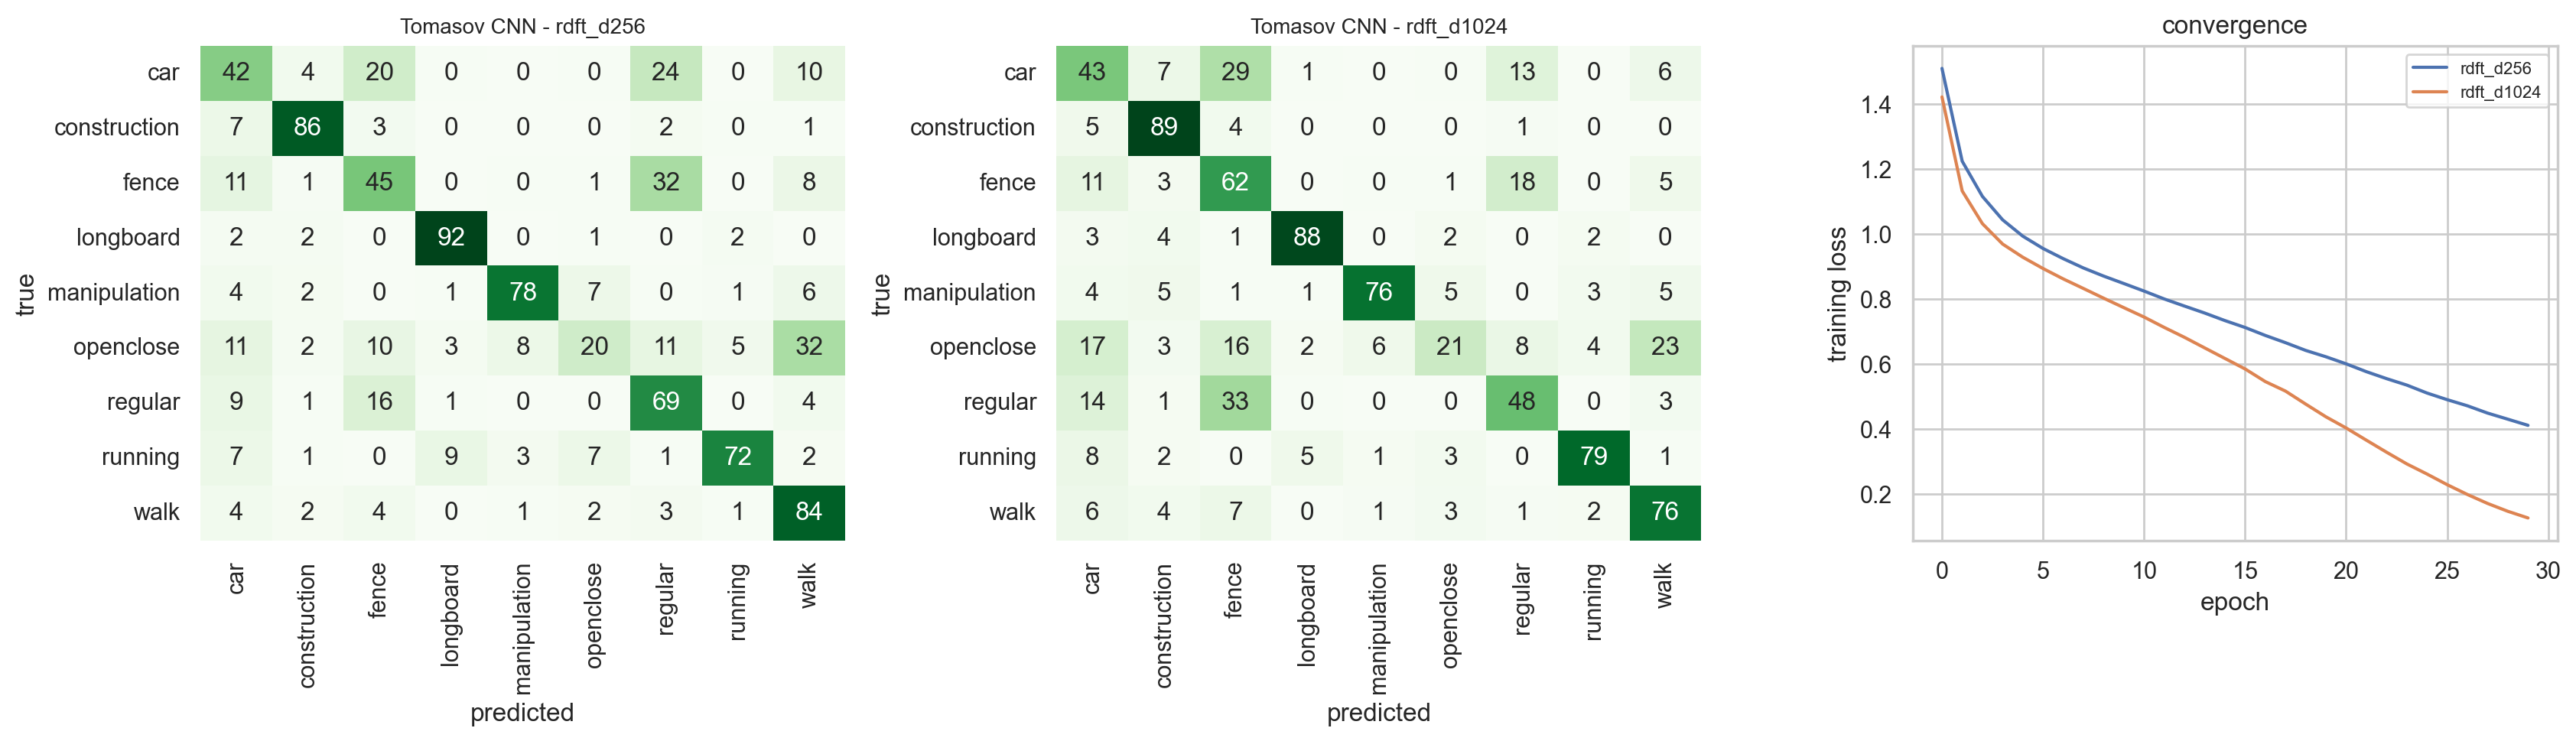 Tomasov CNN - rdft_d256
car 42 4 20 0 0 0 24 0 10
construction 7 86 3 0 0 0 2 0 1
fence 11 1 45 0 0 1 32 0 8
longboard 2 2 0 92 0 1 0 2 0
manipulation 4 2 0 1 78 7 0 1 6
openclose 11 2 10 3 8 20 11 5 32
regular 9 1 16 1 0 0 69 0 4
running 7 1 0 9 3 7 1 72 2
walk 4 2 4 0 1 2 3 1 84
true
car construction fence longboard manipulation openclose regular running walk
predicted
Tomasov CNN - rdft_d1024
car 43 7 29 1 0 0 13 0 6
construction 5 89 4 0 0 0 1 0 0
fence 11 3 62 0 0 1 18 0 5
longboard 3 4 1 88 0 2 0 2 0
manipulation 4 5 1 1 76 5 0 3 5
openclose 17 3 16 2 6 21 8 4 23
regular 14 1 33 0 0 0 48 0 3
running 8 2 0 5 1 3 0 79 1
walk 6 4 7 0 1 3 1 2 76
true
car construction fence longboard manipulation openclose regular running walk
predicted
convergence
rdft_d256
rdft_d1024
1.4
1.2
1.0
0.8
0.6
0.4
0.2
training loss
0 5 10 15 20 25 30
epoch